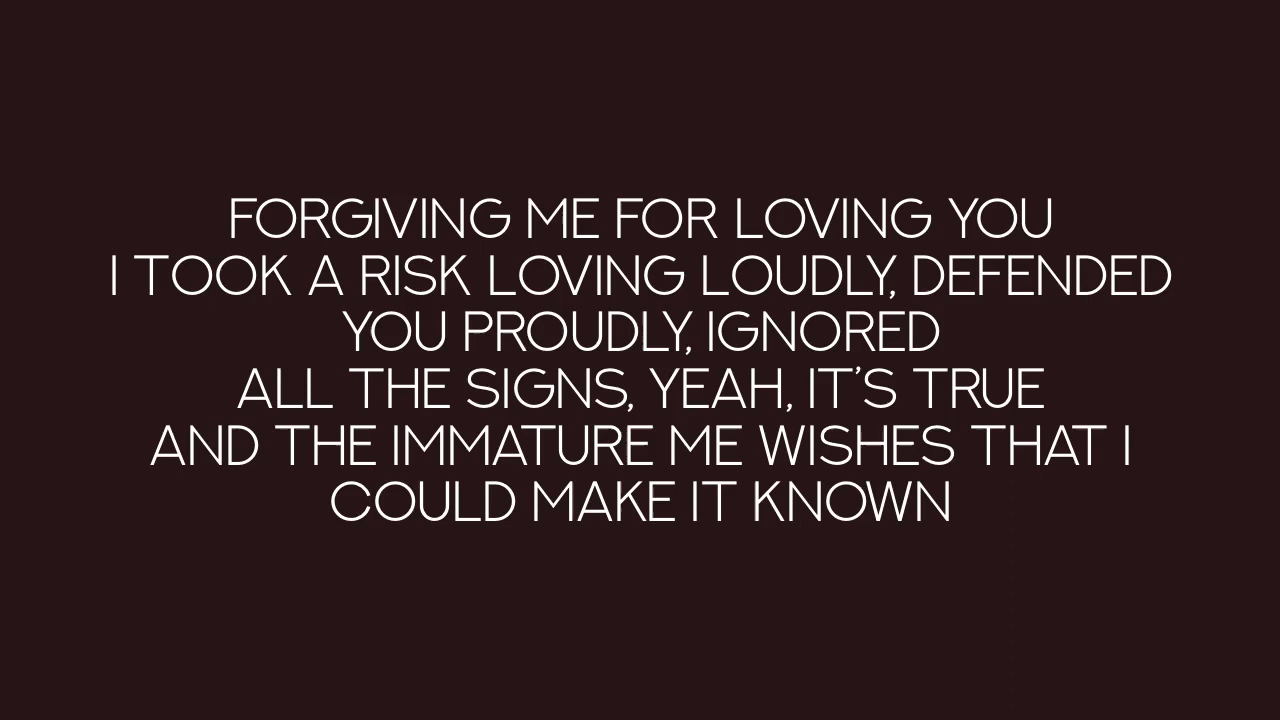 FORGIVING ME FOR LOVING YOU
I TOOK A RISK LOVING LOUDLY, DEFENDED
YOU PROUDLY, IGNORED
ALL THE SIGNS, YEAH, IT’S TRUE
AND THE IMMATURE ME WISHES THAT I
COULD MAKE IT KNOWN